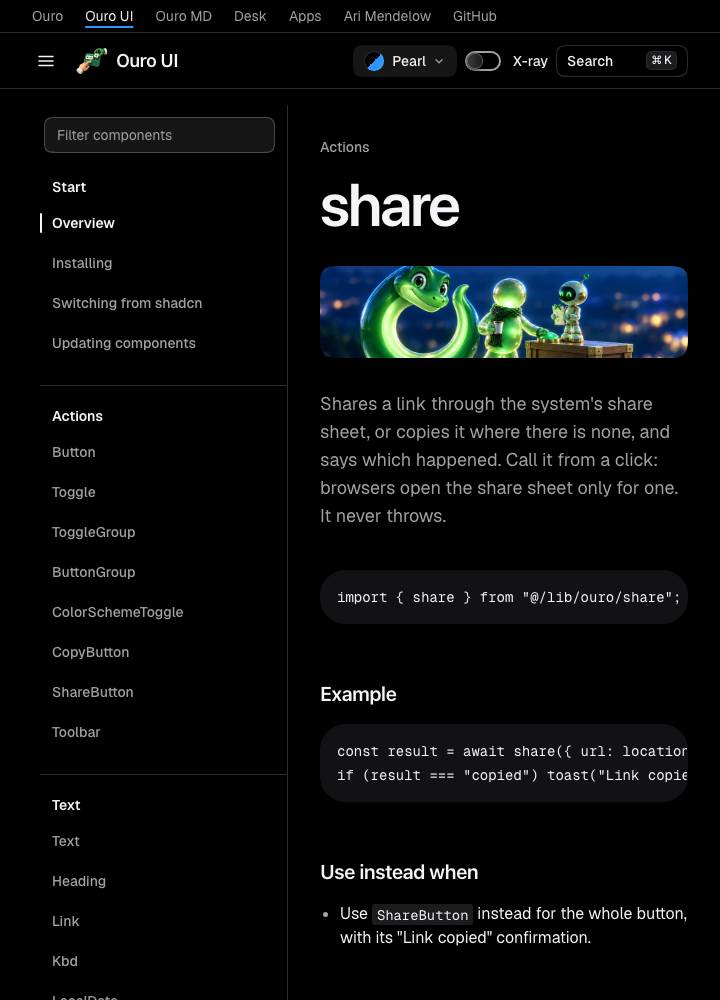 Ouro Ouro UI Ouro MD Desk Apps Ari Mendelow GitHub
Ouro UI Pearl X-ray Search ⌘ K
Filter components
Start
Overview
Installing
Switching from shadcn
Updating components
Actions
Button
Toggle
ToggleGroup
ButtonGroup
ColorSchemeToggle
CopyButton
ShareButton
Toolbar
Text
Text
Heading
Link
Kbd
LocalDate
Actions
share
Shares a link through the system's share
sheet, or copies it where there is none, and
says which happened. Call it from a click:
browsers open the share sheet only for one.
It never throws.
import { share } from "@/lib/ouro/share";
Example
const result = await share({ url: location
if (result === "copied") toast("Link copie
Use instead when
Use ShareButton instead for the whole button,
with its "Link copied" confirmation.